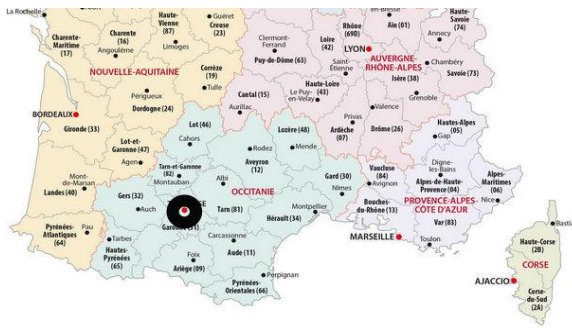 La Rochelle
Guéret
Haute-
Vienne
(87)
Creuse
(23)
Charente-
Maritime
(17)
Charente
(16)
Angoulême
Limoges
NOUVELLE-AQUITAINE
Corrèze
(19)
Tulle
Périgueux
Dordogne (24)
BORDEAUX
Gironde (33)
Lot-et-
Garonne (47)
Agen
Mont-
de-Marsan
Landes (40)
Pyrénées-
Atlantiques
(64)
Pau
en-Bresse
Rhône
(69D)
Ain (01)
Haute-
Savoie
(74)
Annecy
Clermont-
Ferrand
Puy-de-Dôme (63)
Loire
(42)
LYON
AUVERGNE-
RHÔNE-ALPES
Chambéry
Savoie (73)
Saint-
Etienne
Isère (38)
Grenoble
Cantal (15)
Aurillac
Haute-Loire
(43)
Le Puy-
en-Velay
Privas
Ardèche
(07)
Valence
Drôme (26)
Lot (46)
Cahors
Lozère (48)
Mende
Rodez
Aveyron
(12)
Tarn-et-Garonne
(82)
Montauban
Albi
OCCITANIE
Gard (30)
Nimes
Gers (32)
Auch
Tarn (81)
Montpellier
Hérault (34)
Tarbes
Hautes-
Pyrénées
(65)
Foix
Ariège (09)
Carcassonne
Aude (11)
Pyrénées-
Orientales (66)
Perpignan
Hautes-Alpes
(05)
Gap
Vaucluse
(84)
Avignon
Digne-
les-Bains
Alpes-de-Haute-
Provence (04)
Alpes-
Maritimes
(06)
Nice
Bouches-
du-Rhône (13)
PROVENCE-ALPES-
CÔTE D'AZUR
Var (83)
MARSEILLE
Toulon
Bastia
Haute-Corse
(2B)
CORSE
AJACCIO
Corse-
du-Sud
(2A)